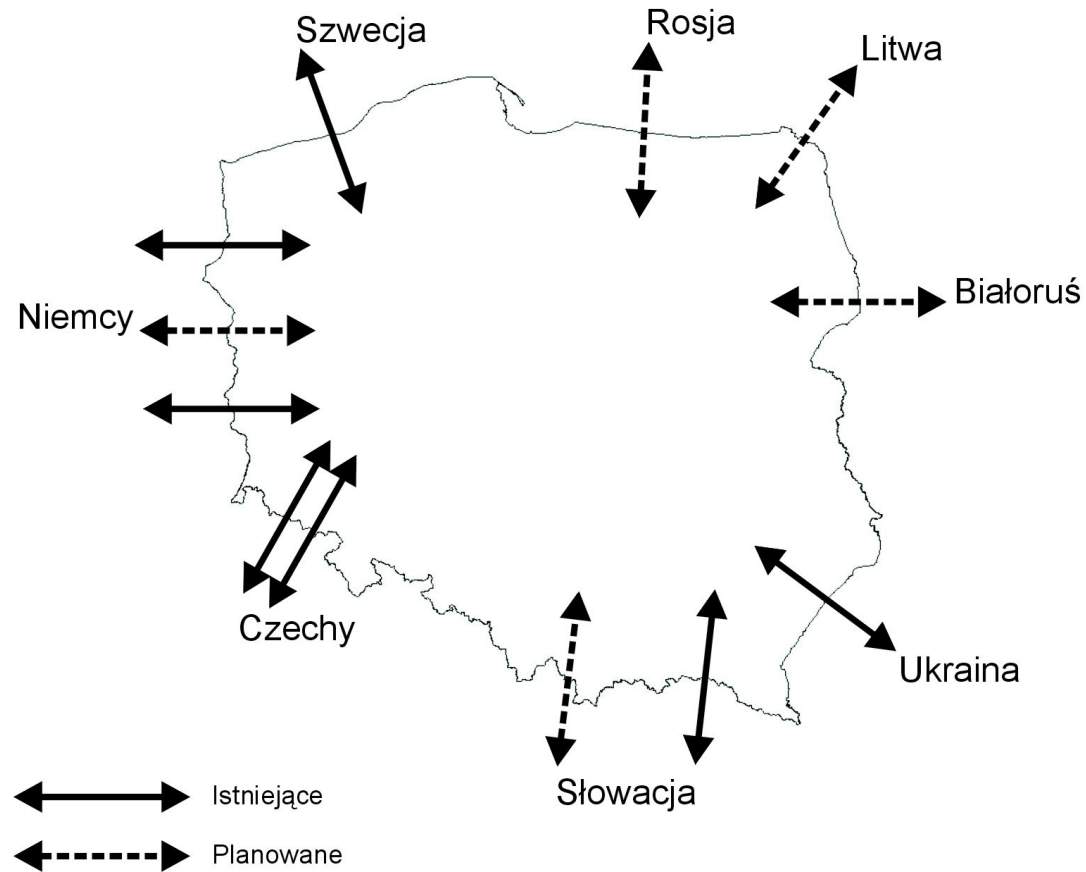 Szwecja
Rosja
Litwa
Białoruś
Niemcy
Czechy
Ukraina
Słowacja
Istniejące
Planowane